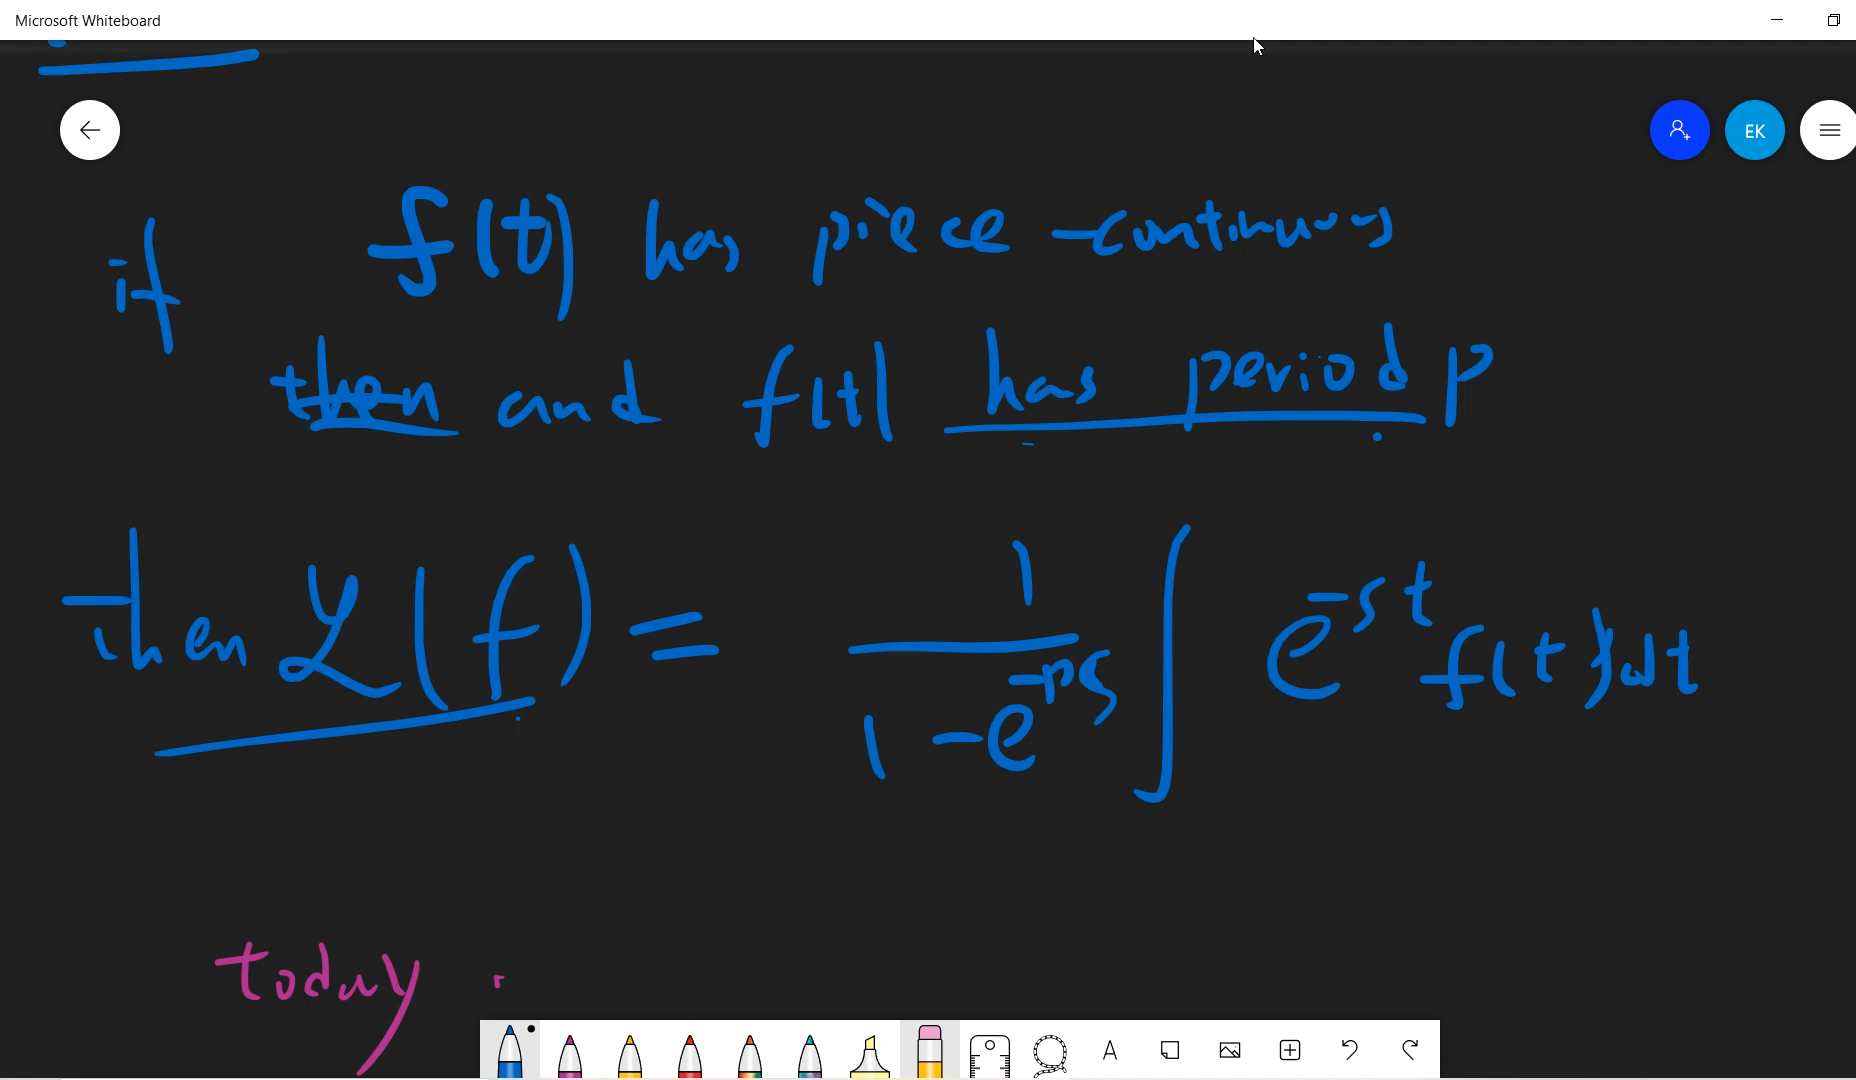 Microsoft Whiteboard
EK
if f(t) has piece-continuous
then and f(t) has period p
then ℒ(f) = 1/(1-e^{-ps}) ∫ e^{-st} f(t) dt
today
A